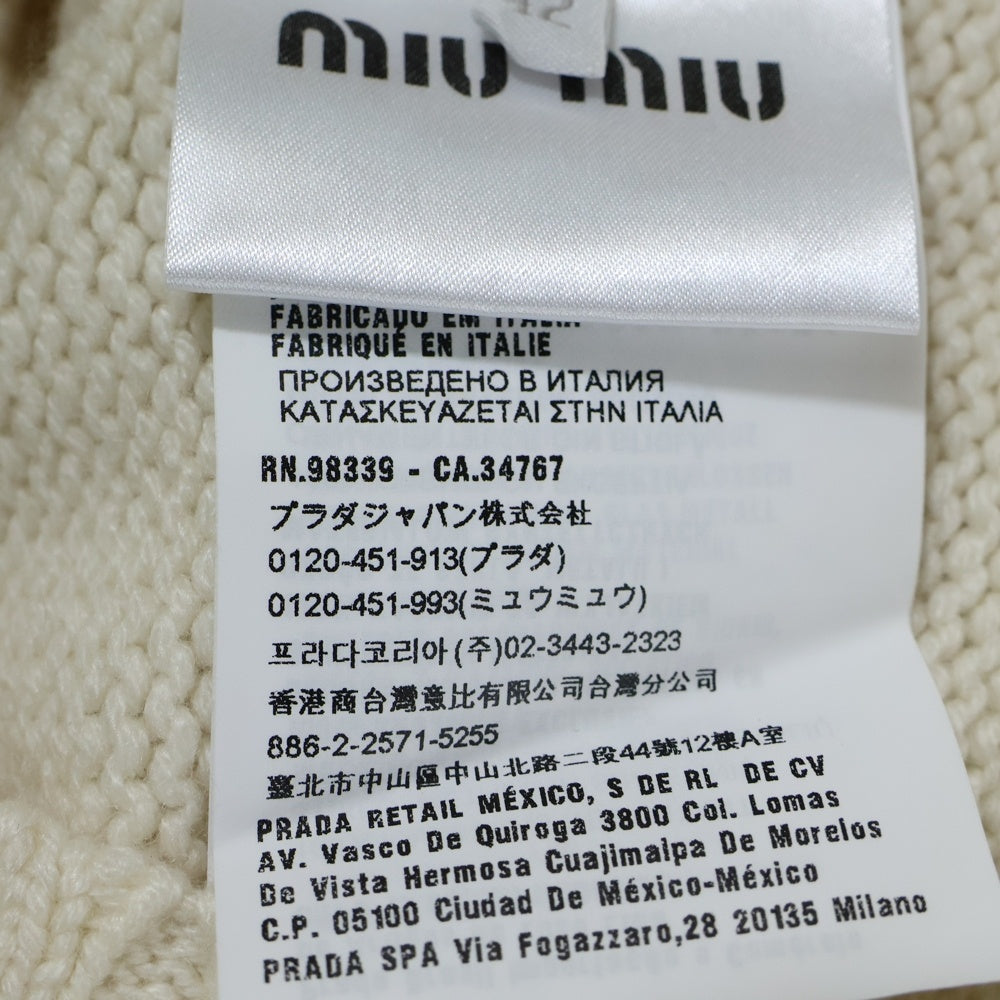 miu miu
FABRICADO EM ITALIA
FABRIQUÉ EN ITALIE
ПРОИЗВЕДЕНО В ИТАЛИЯ
ΚΑΤΑΣΚΕΥΑΖΕΤΑΙ ΣΤΗΝ ΙΤΑΛΙΑ
RN.98339 - CA.34767
プラダジャパン株式会社
0120-451-913(プラダ)
0120-451-993(ミュウミュウ)
프라다코리아(주)02-3443-2323
香港商台灣意比有限公司台灣分公司
886-2-2571-5255
臺北市中山區中山北路二段44號12樓A室
PRADA RETAIL MÉXICO, S DE RL DE CV
AV. Vasco De Quiroga 3800 Col. Lomas
De Vista Hermosa Cuajimalpa De Morelos
C.P. 05100 Ciudad De México-México
PRADA SPA Via Fogazzaro,28 20135 Milano